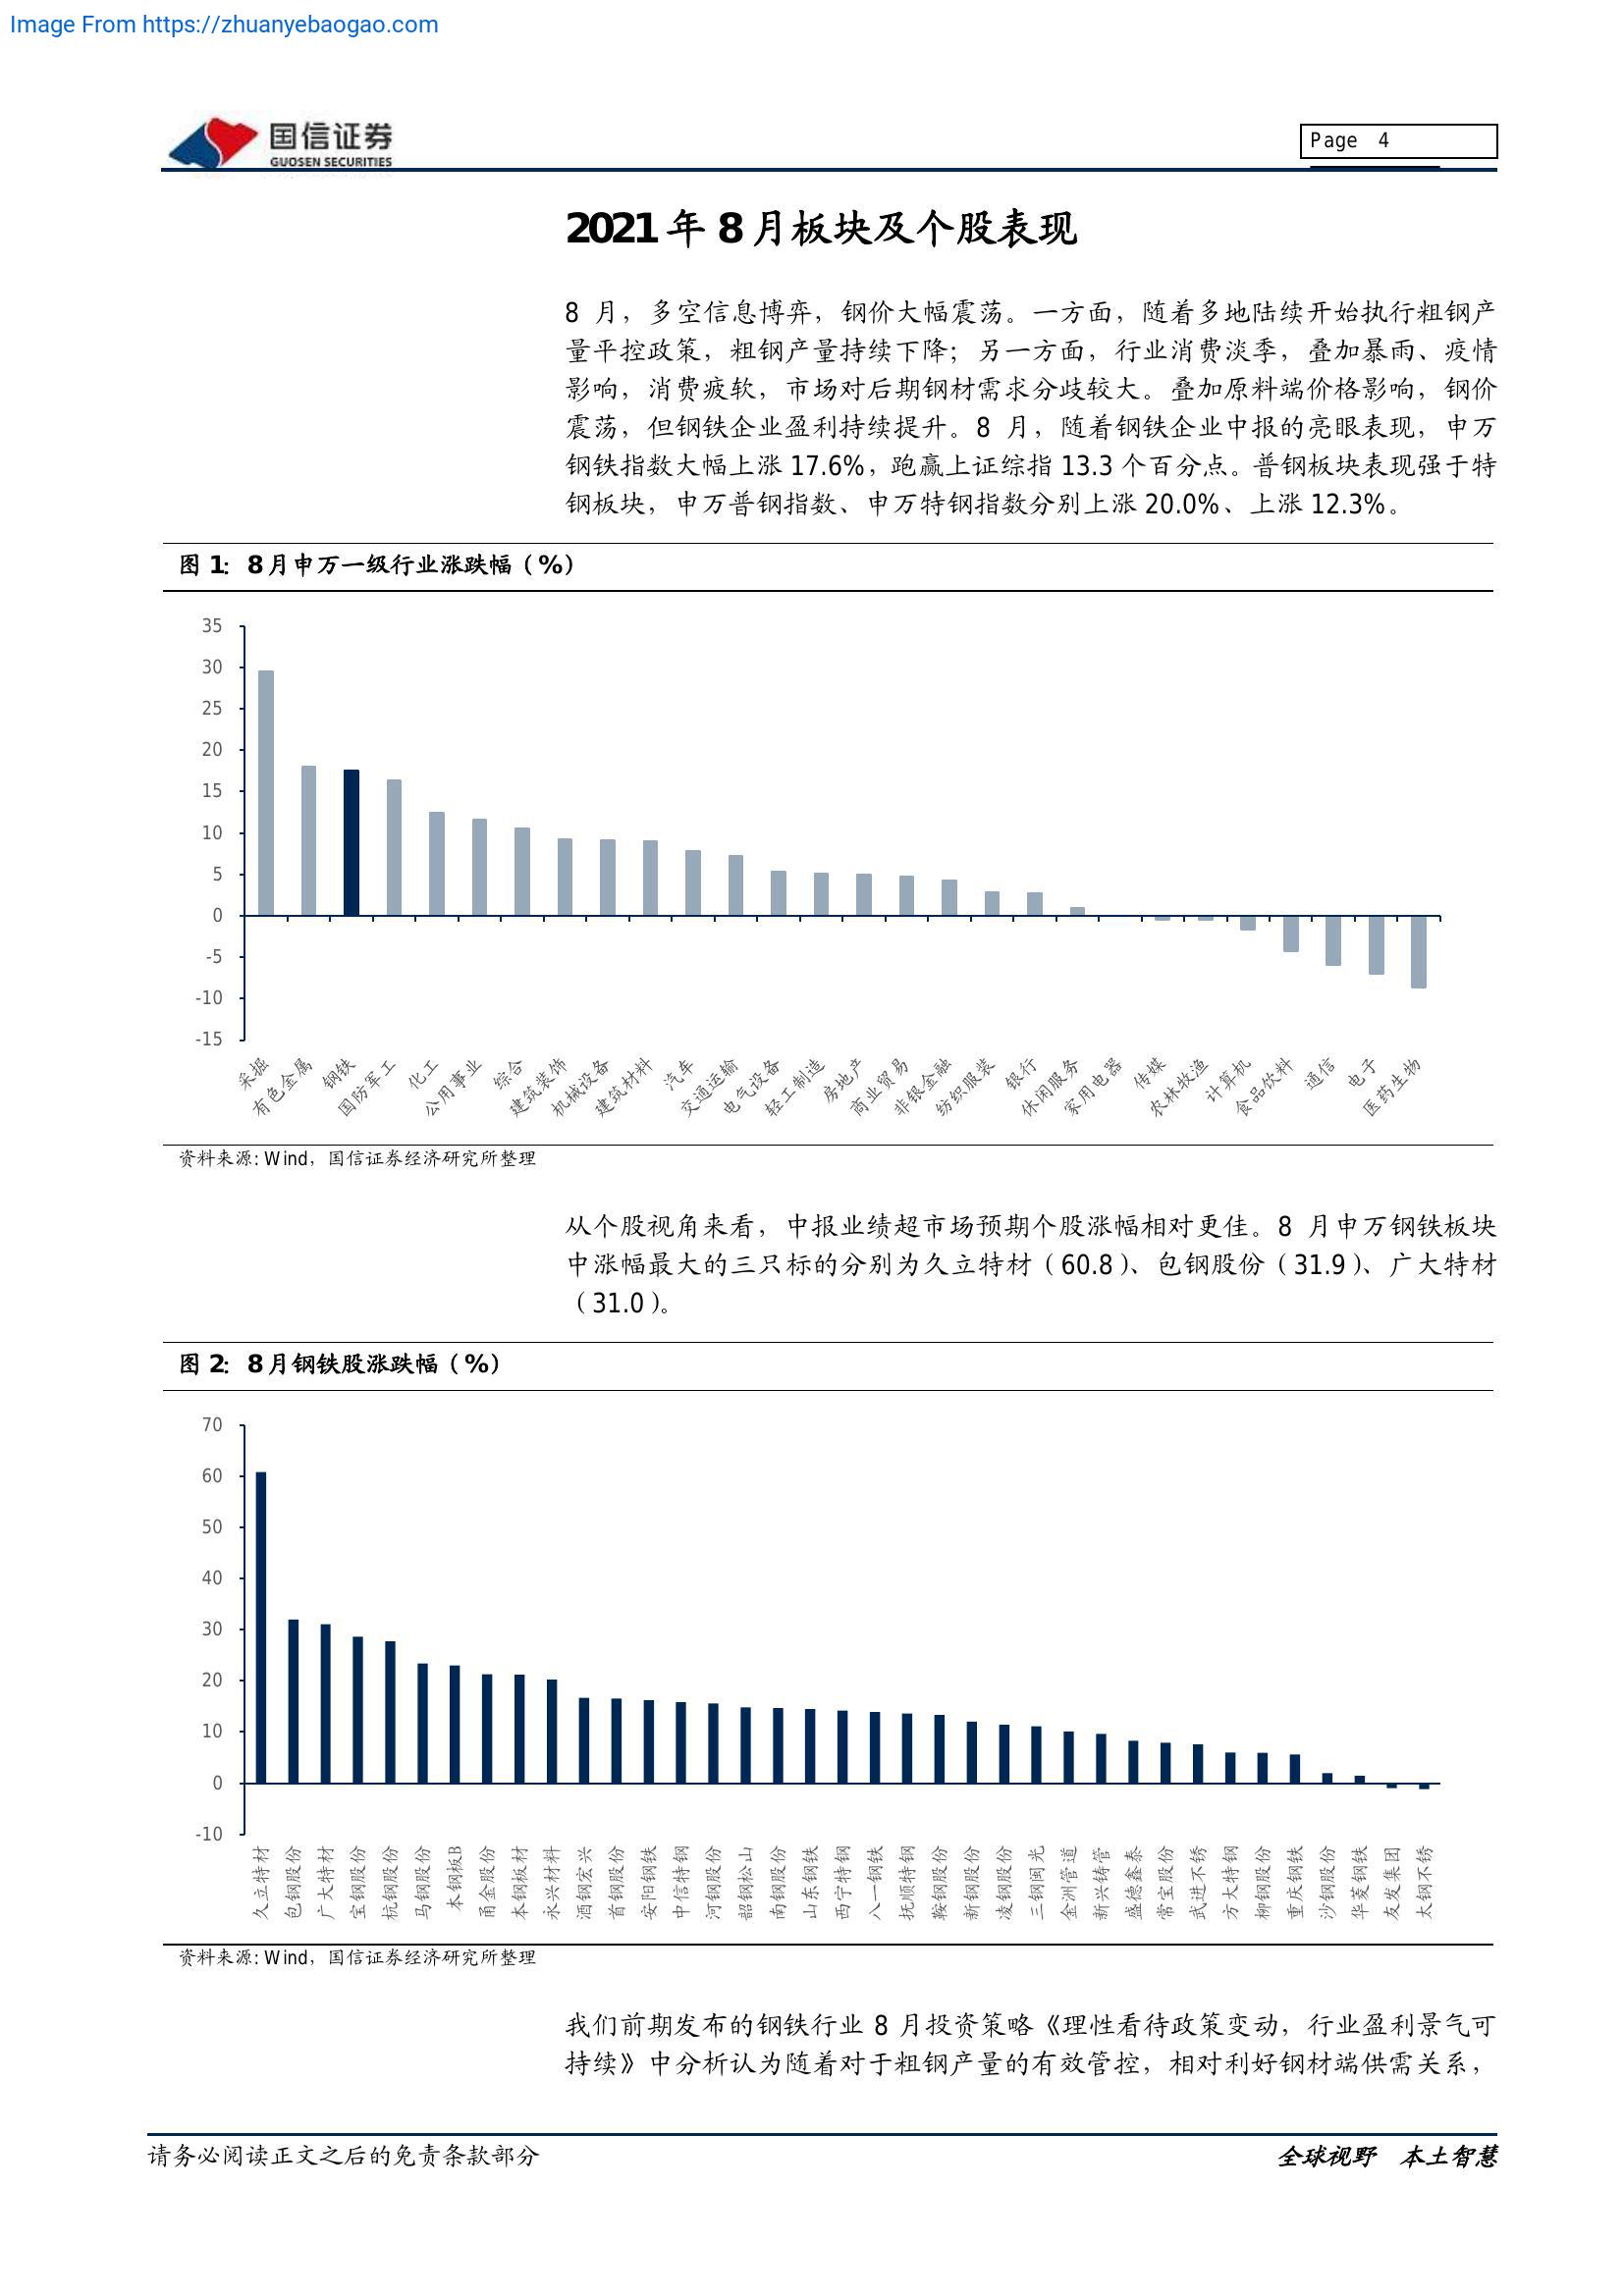 Image From https://zhuanyebaogao.com
国信证券
GUOSEN SECURITIES
Page 4
2021年8月板块及个股表现
8 月，多空信息博弈，钢价大幅震荡。一方面，随着多地陆续开始执行粗钢产
量平控政策，粗钢产量持续下降；另一方面，行业消费淡季，叠加暴雨、疫情
影响，消费疲软，市场对后期钢材需求分歧较大。叠加原料端价格影响，钢价
震荡，但钢铁企业盈利持续提升。8 月，随着钢铁企业中报的亮眼表现，申万
钢铁指数大幅上涨 17.6%，跑赢上证综指 13.3 个百分点。普钢板块表现强于特
钢板块，申万普钢指数、申万特钢指数分别上涨 20.0%、上涨 12.3%。
图 1：8月申万一级行业涨跌幅（%）
35
30
25
20
15
10
5
0
-5
-10
-15
采掘
有色金属
钢铁
国防军工
化工
公用事业
综合
建筑装饰
机械设备
建筑材料
汽车
交通运输
电气设备
轻工制造
房地产
商业贸易
非银金融
纺织服装
银行
休闲服务
家用电器
传媒
农林牧渔
计算机
食品饮料
通信
电子
医药生物
资料来源: Wind，国信证券经济研究所整理
从个股视角来看，中报业绩超市场预期个股涨幅相对更佳。8 月申万钢铁板块
中涨幅最大的三只标的分别为久立特材（60.8）、包钢股份（31.9）、广大特材
（31.0）。
图 2：8月钢铁股涨跌幅（%）
70
60
50
40
30
20
10
0
-10
久立特材
包钢股份
广大特材
宝钢股份
杭钢股份
马钢股份
本钢板B
甬金股份
本钢板材
永兴材料
酒钢宏兴
首钢股份
安阳钢铁
中信特钢
河钢股份
韶钢松山
南钢股份
山东钢铁
西宁特钢
八一钢铁
抚顺特钢
鞍钢股份
新钢股份
凌钢股份
三钢闽光
金洲管道
新兴铸管
盛德鑫泰
常宝股份
武进不锈
方大特钢
柳钢股份
重庆钢铁
沙钢股份
华菱钢铁
友发集团
太钢不锈
资料来源: Wind，国信证券经济研究所整理
我们前期发布的钢铁行业 8 月投资策略《理性看待政策变动，行业盈利景气可
持续》中分析认为随着对于粗钢产量的有效管控，相对利好钢材端供需关系，
请务必阅读正文之后的免责条款部分
全球视野 本土智慧